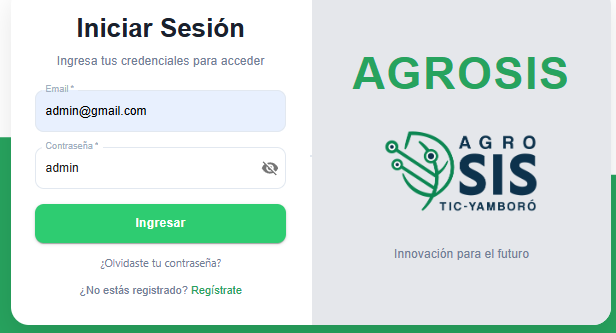 Iniciar Sesión
Ingresa tus credenciales para acceder
Email *
admin@gmail.com
Contraseña *
admin
Ingresar
¿Olvidaste tu contraseña?
¿No estás registrado? Regístrate
AGROSIS
AGRO
SIS
TIC-YAMBORÓ
Innovación para el futuro